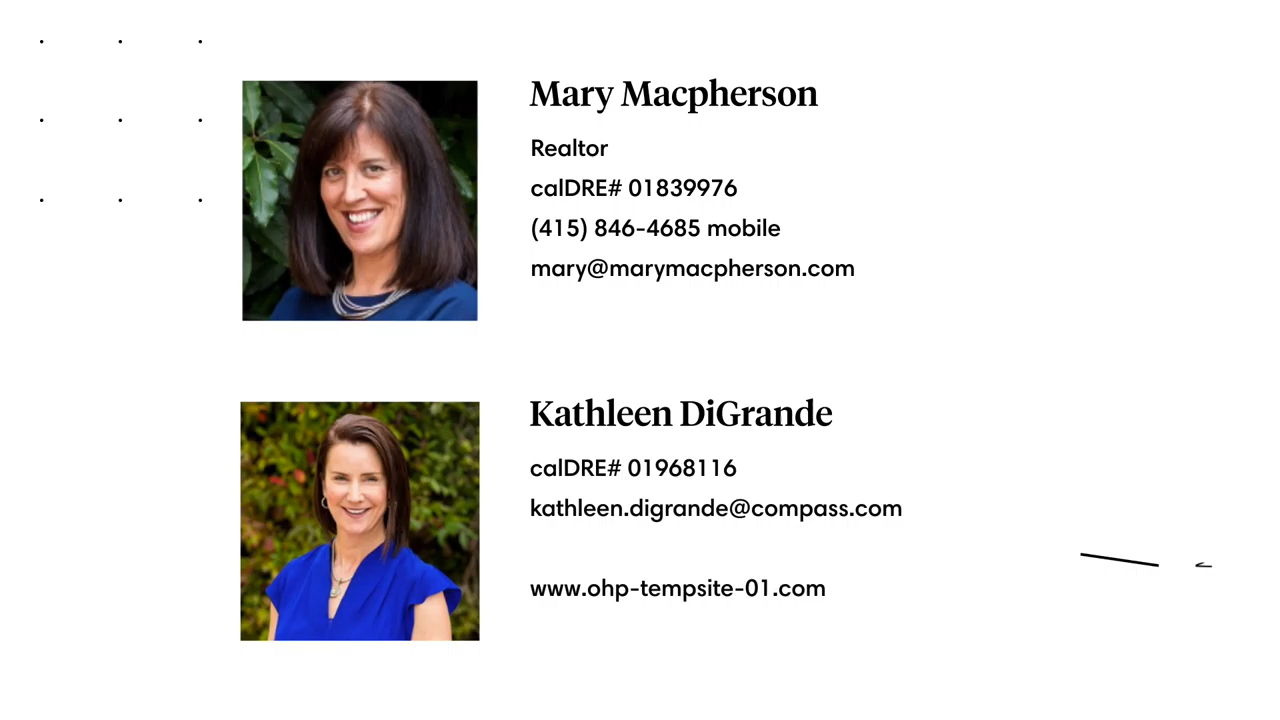 Mary Macpherson
Realtor
calDRE# 01839976
(415) 846-4685 mobile
mary@marymacpherson.com
Kathleen DiGrande
calDRE# 01968116
kathleen.digrande@compass.com
www.ohp-tempsite-01.com